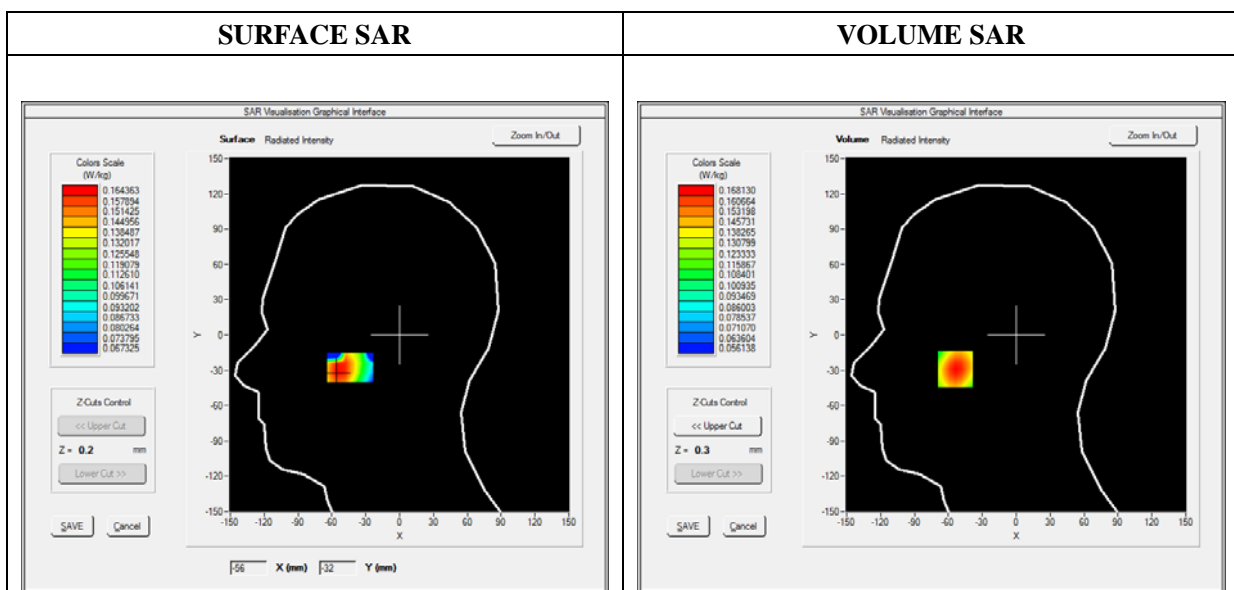 SURFACE SAR
SAR Visualisation Graphical Interface
Surface Radiated Intensity
Zoom In/Out
Colors Scale
(W/kg)
0.164363
0.157894
0.151425
0.144956
0.138487
0.132017
0.125548
0.119079
0.112610
0.106141
0.099671
0.093202
0.086733
0.080264
0.073795
0.067325
Z-Cuts Control
<< Upper Cut
Z = 0.2 mm
Lower Cut >>
SAVE Cancel
150
120
90
60
30
0
-30
-60
-90
-120
-150
Y
-150 -120 -90 -60 -30 0 30 60 90 120 150
X
-56 X (mm) -32 Y (mm)
VOLUME SAR
SAR Visualisation Graphical Interface
Volume Radiated Intensity
Zoom In/Out
Colors Scale
(W/kg)
0.168130
0.160664
0.153198
0.145731
0.138265
0.130799
0.123333
0.115867
0.108401
0.100935
0.093469
0.086003
0.078537
0.071070
0.063604
0.056138
Z-Cuts Control
<< Upper Cut
Z = 0.3 mm
Lower Cut >>
SAVE Cancel
150
120
90
60
30
0
-30
-60
-90
-120
-150
Y
-150 -120 -90 -60 -30 0 30 60 90 120 150
X